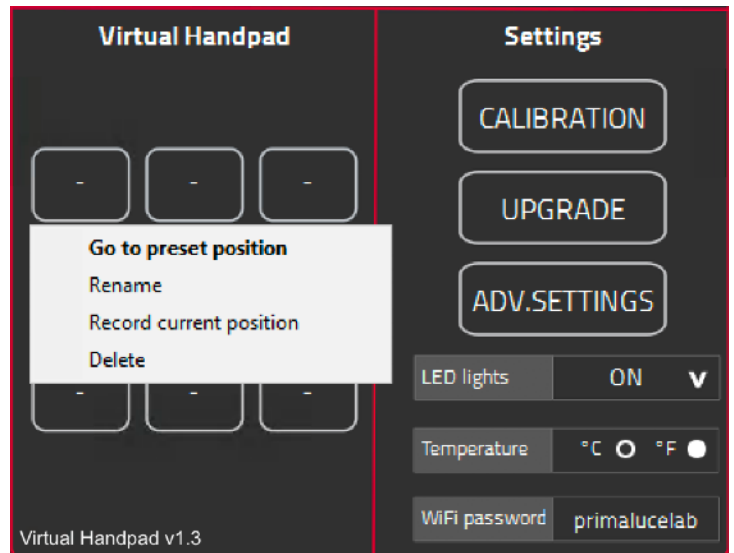 Virtual Handpad
- - -
Go to preset position
Rename
Record current position
Delete
- - -
Virtual Handpad v1.3
Settings
CALIBRATION
UPGRADE
ADV.SETTINGS
LED lights ON v
Temperature °C °F
WiFi password primalucelab